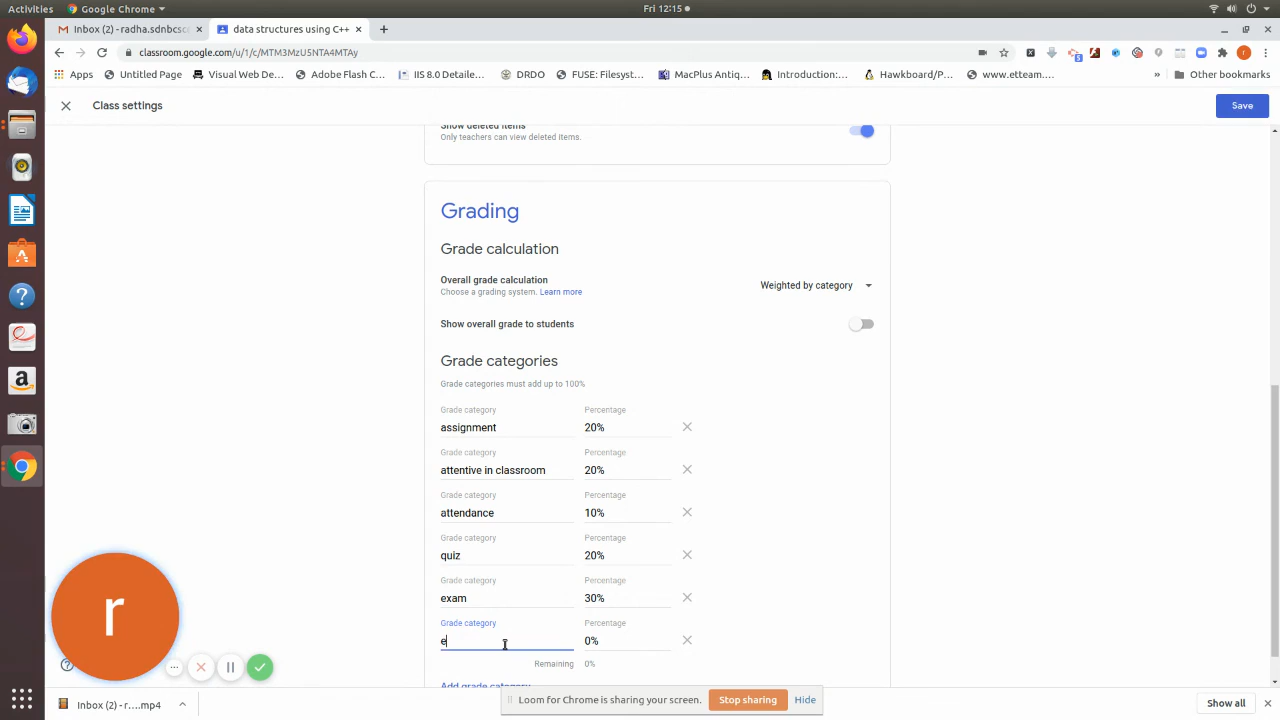 Activities
Google Chrome
Fri 12:15
Inbox (2) - radha.sdnbcsc
data structures using C++
classroom.google.com/u/1/c/MTM3MzU5NTA4MTAy
Apps
Untitled Page
Visual Web De...
Adobe Flash C...
IIS 8.0 Detaile...
DRDO
FUSE: Filesyst...
MacPlus Antiq...
Introduction:...
Hawkboard/P...
www.etteam....
»
Other bookmarks
Class settings
Save
Show deleted items
Only teachers can view deleted items.
Grading
Grade calculation
Overall grade calculation
Choose a grading system. Learn more
Weighted by category
Show overall grade to students
Grade categories
Grade categories must add up to 100%
Grade category Percentage
assignment 20%
Grade category Percentage
attentive in classroom 20%
Grade category Percentage
attendance 10%
Grade category Percentage
quiz 20%
Grade category Percentage
exam 30%
Grade category Percentage
e 0%
Remaining 0%
Add grade category
r
Loom for Chrome is sharing your screen.
Stop sharing
Hide
Inbox (2) - r....mp4
Show all